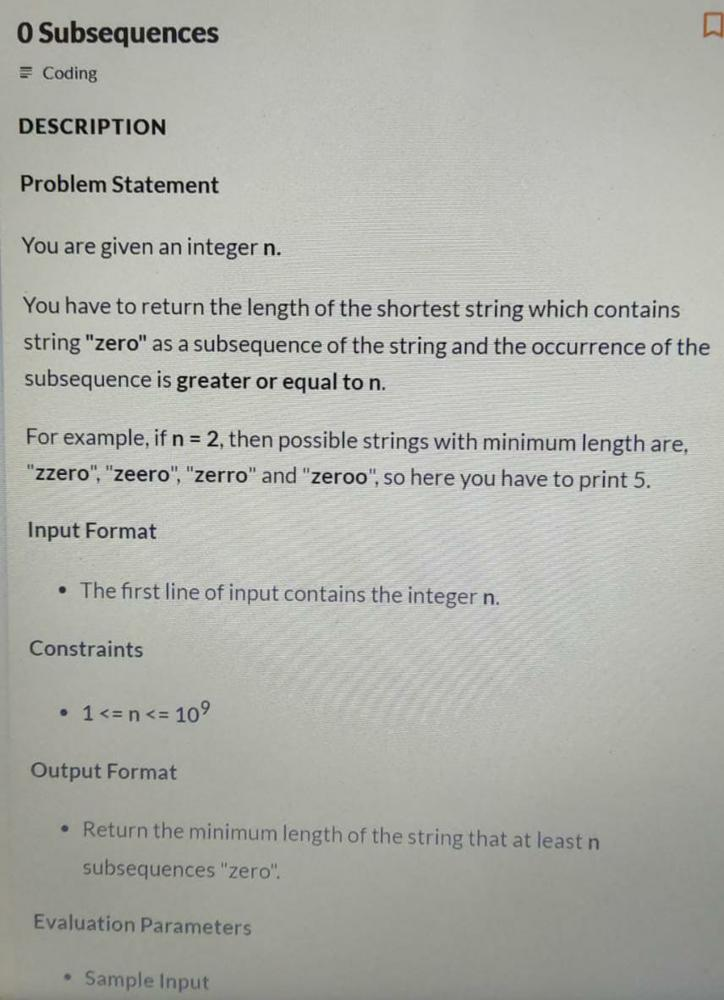 0 Subsequences
Coding
DESCRIPTION
Problem Statement
You are given an integer n.
You have to return the length of the shortest string which contains
string "zero" as a subsequence of the string and the occurrence of the
subsequence is greater or equal to n.
For example, if n = 2, then possible strings with minimum length are,
"zzero", "zeero", "zerro" and "zeroo", so here you have to print 5.
Input Format
• The first line of input contains the integer n.
Constraints
• 1 <= n <= 10⁹
Output Format
• Return the minimum length of the string that at least n
subsequences "zero".
Evaluation Parameters
• Sample Input